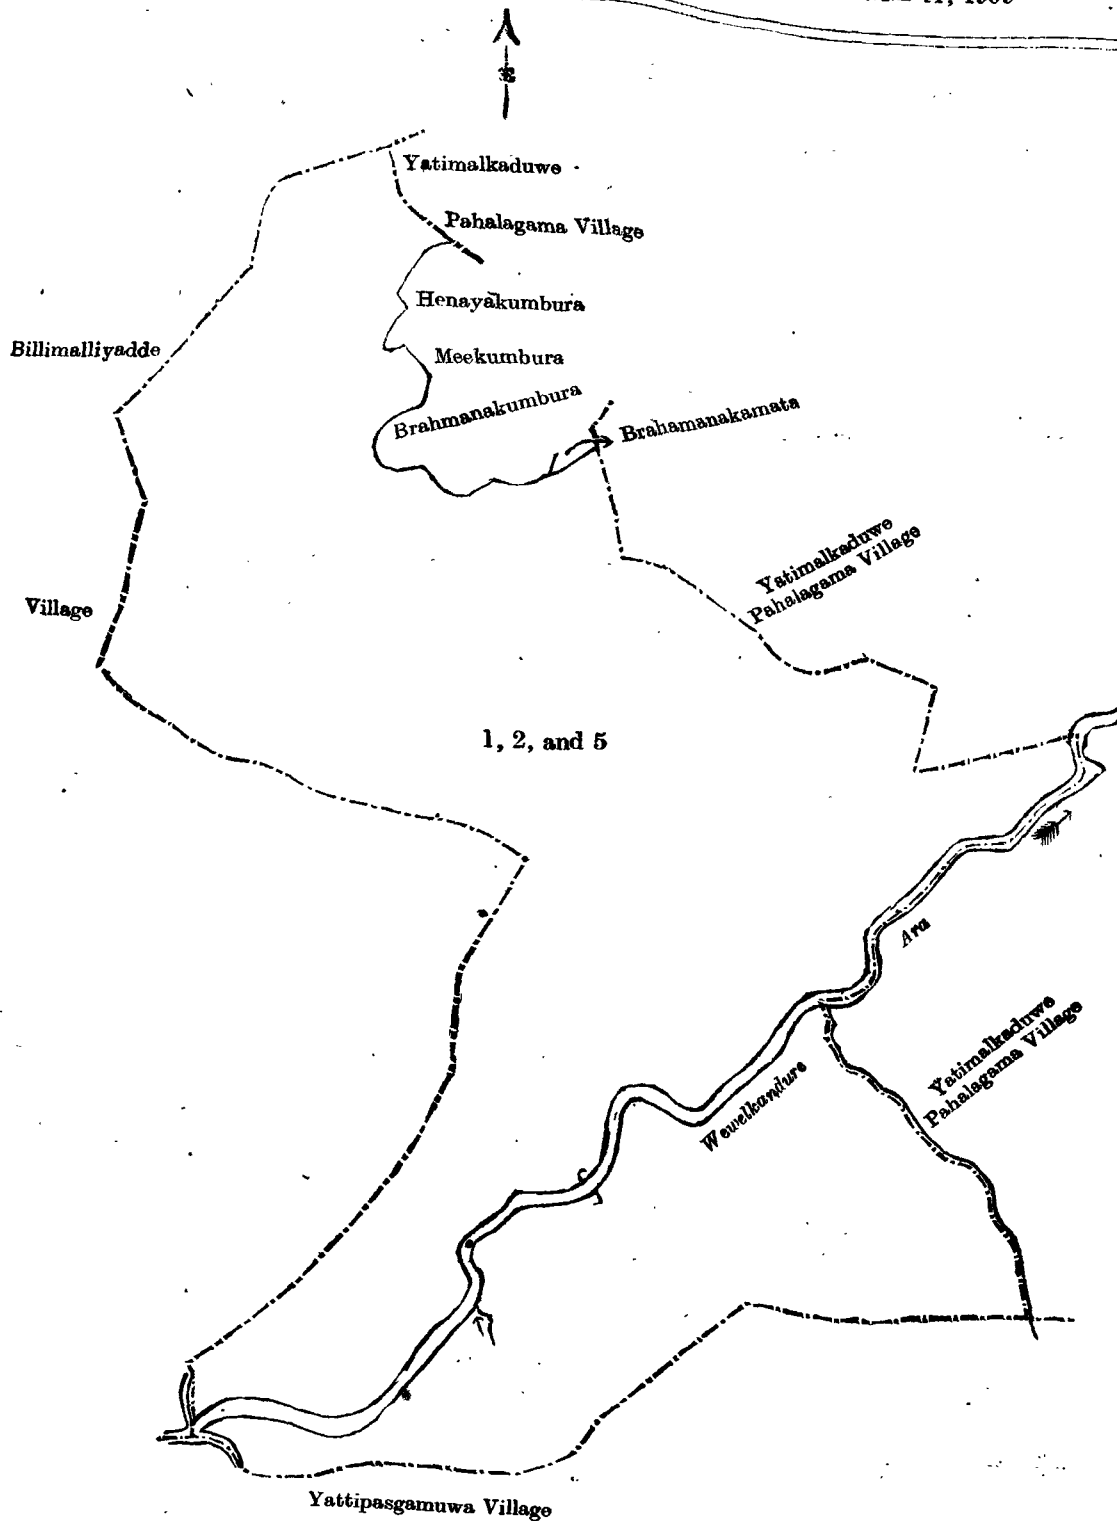 Yatimalkaduwe
Pahalagama Village
Henayakumbura
Billimalliyadde
Meekumbura
Brahmanakumbura
Brahamanakamata
Yatimalkaduwe
Pahalagama Village
Village
1, 2, and 5
Ara
Yatimalkaduwe
Pahalagama Village
Wewelkandure
Yattipasgamuwa Village